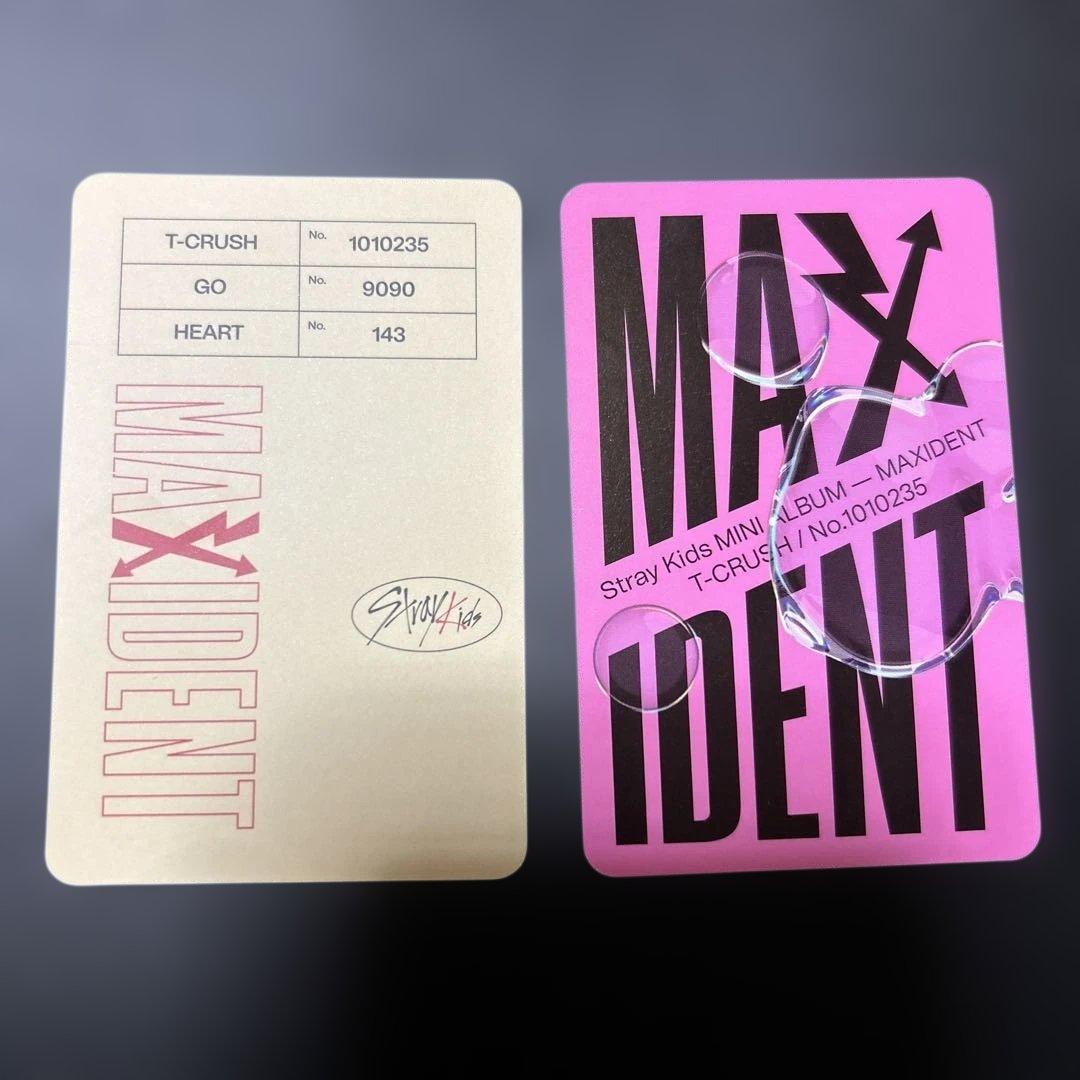 T-CRUSH No. 1010235
GO No. 9090
HEART No. 143
MAXIDENT
Stray Kids
MAX
Stray Kids MINI ALBUM — MAXIDENT
T-CRUSH / No.1010235
IDENT